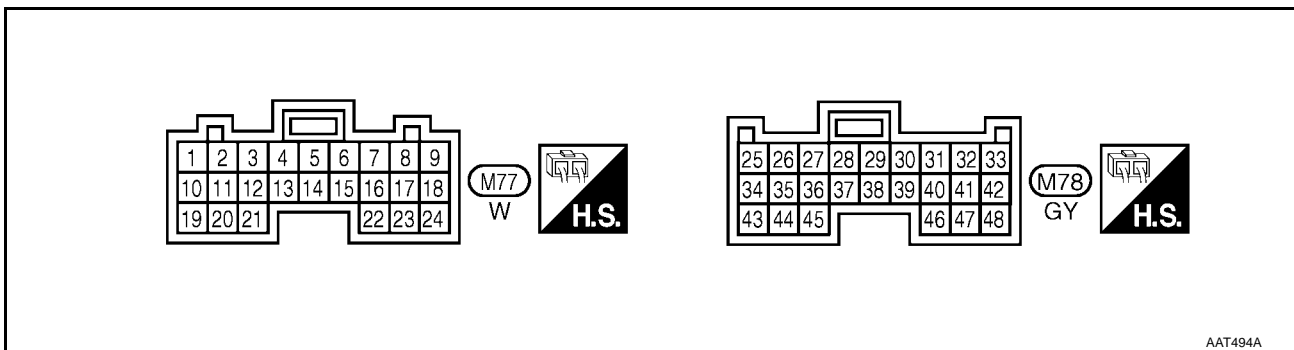 1 2 3 4 5 6 7 8 9
10 11 12 13 14 15 16 17 18
19 20 21 22 23 24
M77
W
H.S.
25 26 27 28 29 30 31 32 33
34 35 36 37 38 39 40 41 42
43 44 45 46 47 48
M78
GY
H.S.
AAT494A